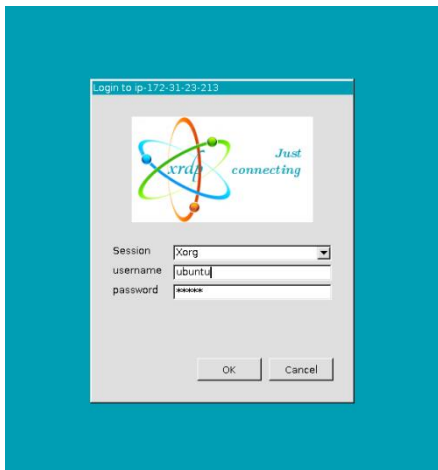 Login to ip-172-31-23-213
Just
xrdp connecting
Session Xorg
username ubuntu
password *****
OK Cancel